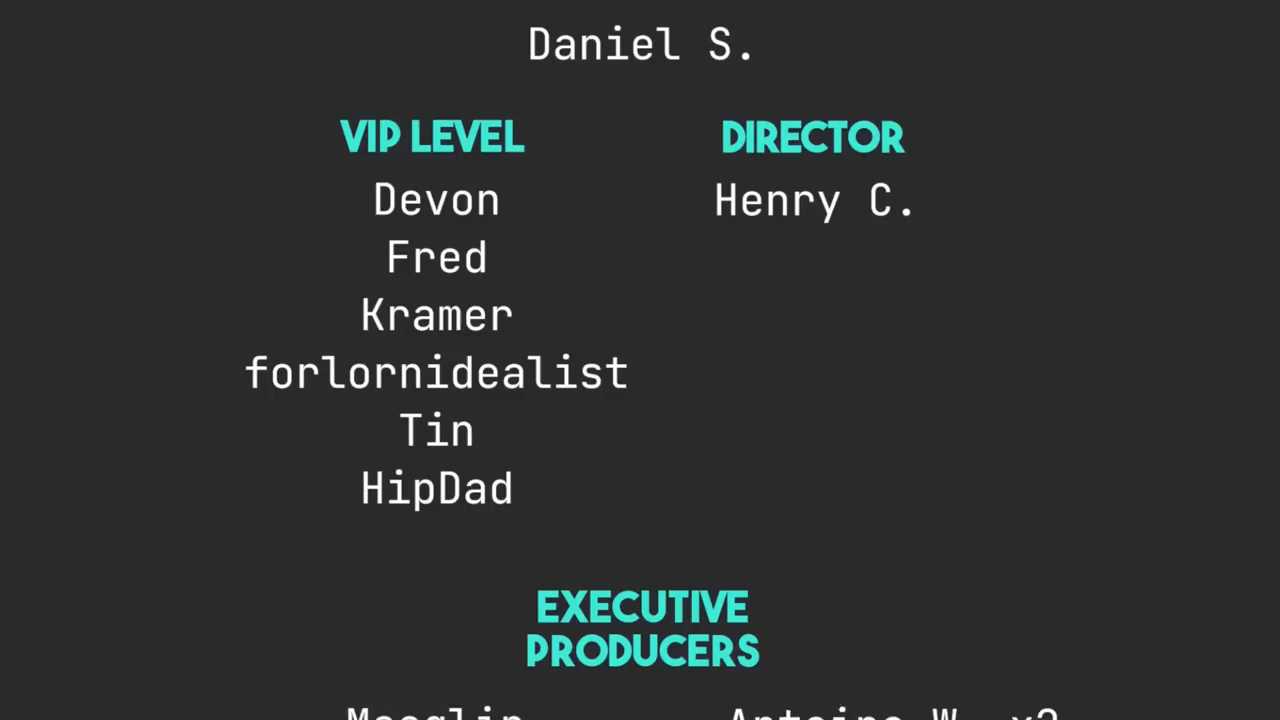 Daniel S.
VIP LEVEL
Devon
Fred
Kramer
forlornidealist
Tin
HipDad
DIRECTOR
Henry C.
EXECUTIVE
PRODUCERS